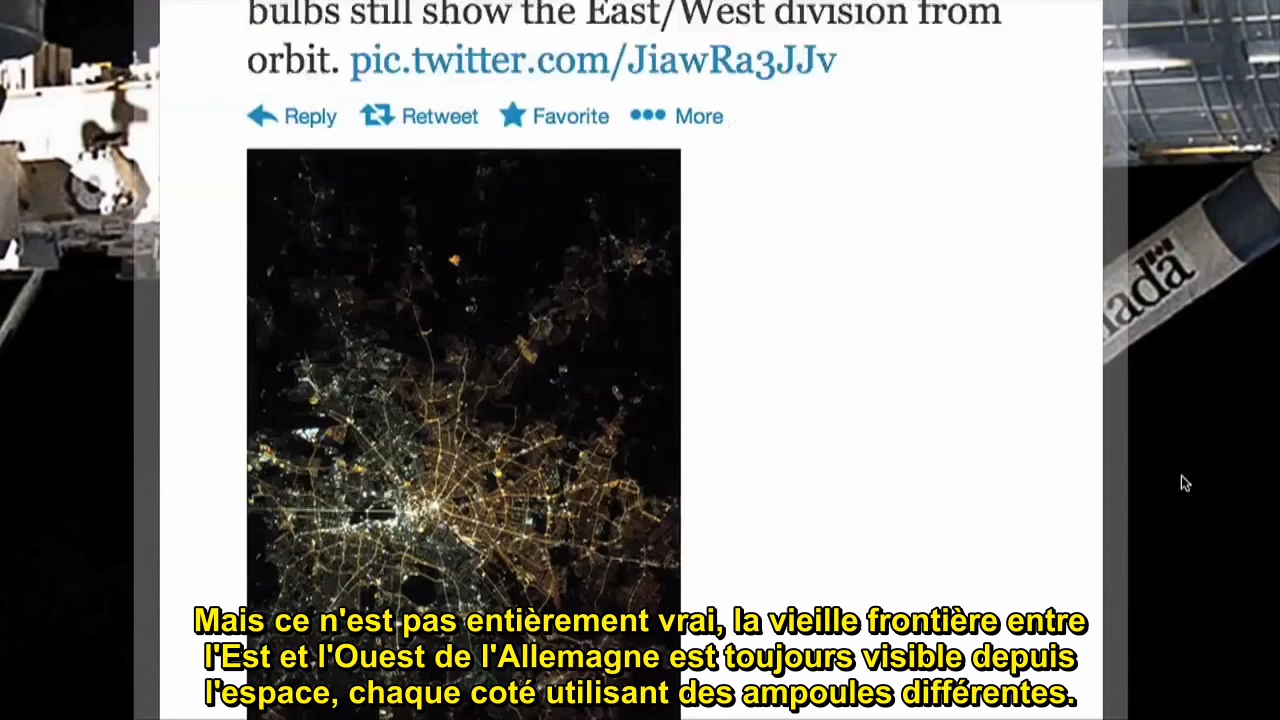 bulbs still show the East/West division from
orbit. pic.twitter.com/JiawRa3JJv
Reply Retweet Favorite More
nada
Mais ce n'est pas entièrement vrai, la vieille frontière entre
l'Est et l'Ouest de l'Allemagne est toujours visible depuis
l'espace, chaque coté utilisant des ampoules différentes.